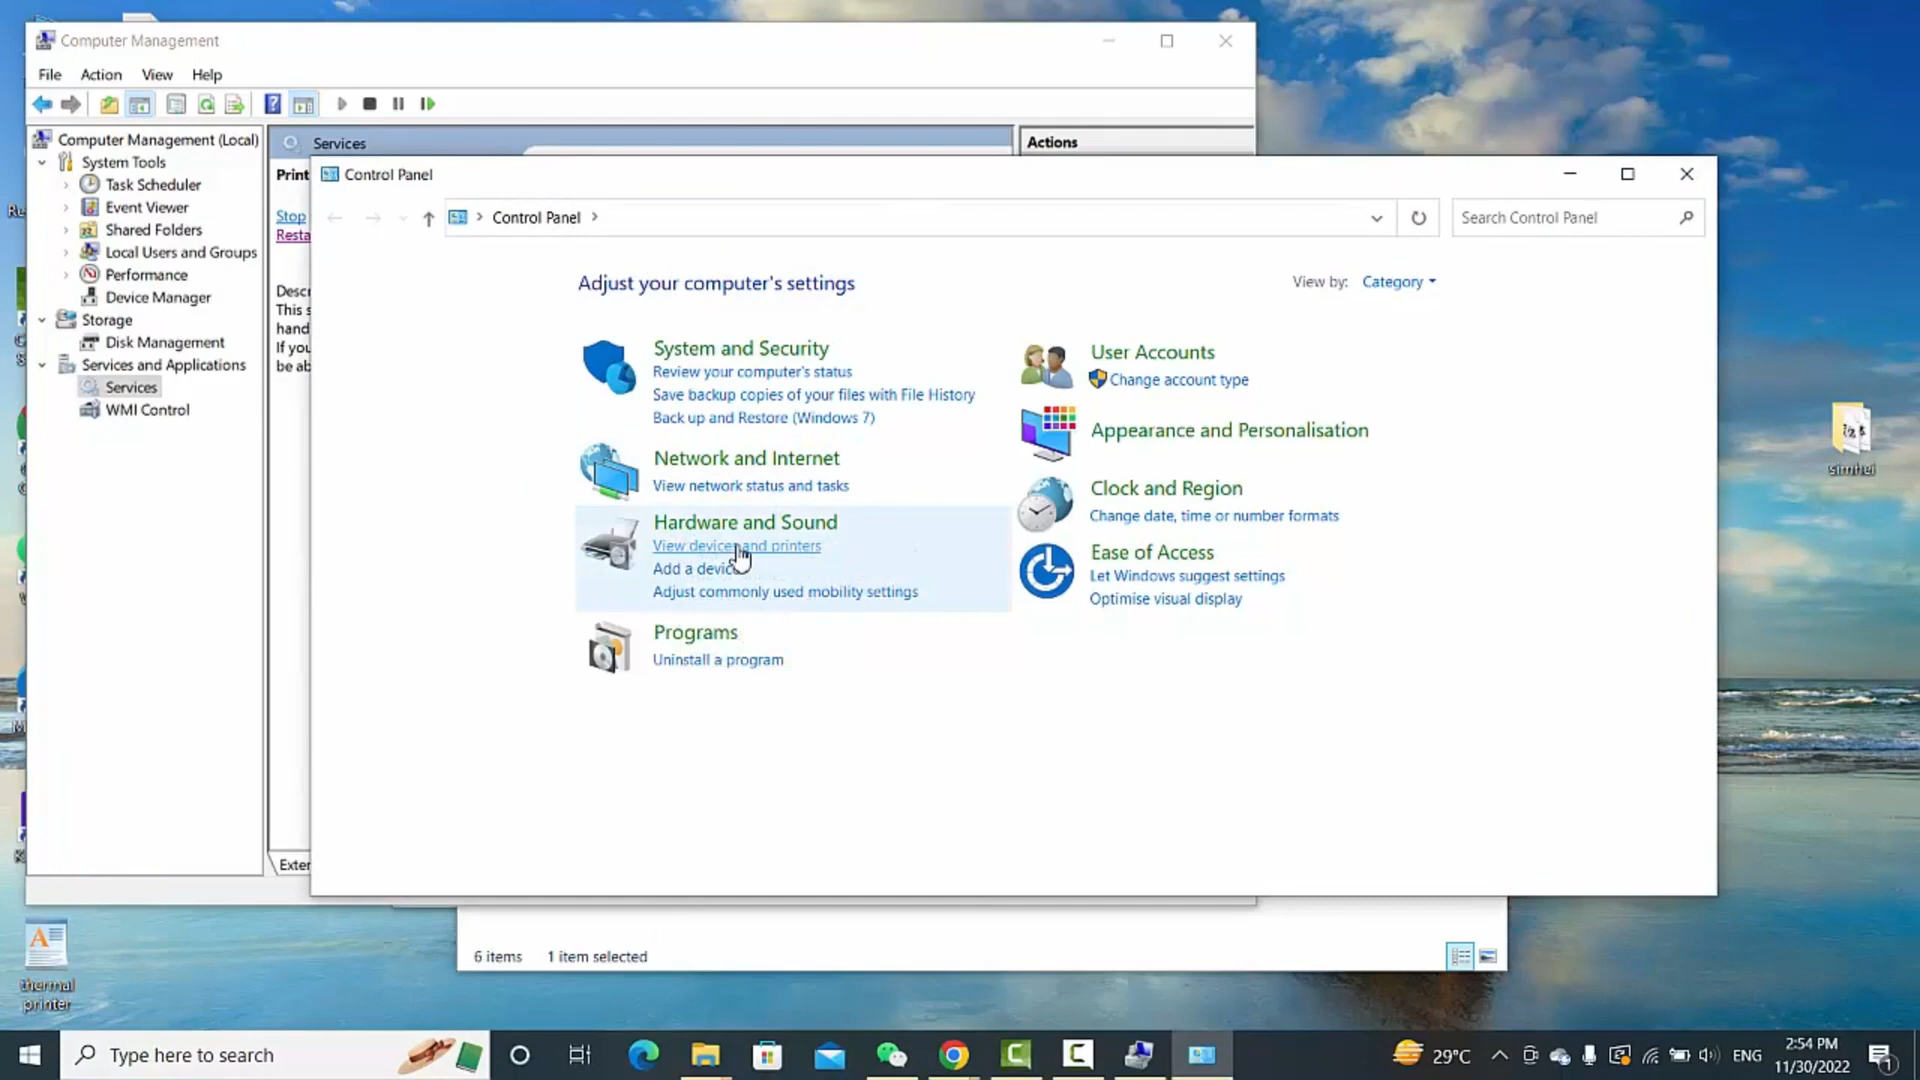 Computer Management
File Action View Help
Computer Management (Local)
System Tools
Task Scheduler
Event Viewer
Shared Folders
Local Users and Groups
Performance
Device Manager
Storage
Disk Management
Services and Applications
Services
WMI Control
Services
Actions
Print
Stop
Resta
Descr
This s
hand
If you
be ab
Exter
Control Panel
Control Panel
Search Control Panel
Adjust your computer's settings
View by: Category
System and Security
Review your computer's status
Save backup copies of your files with File History
Back up and Restore (Windows 7)
Network and Internet
View network status and tasks
Hardware and Sound
View devices and printers
Add a device
Adjust commonly used mobility settings
Programs
Uninstall a program
User Accounts
Change account type
Appearance and Personalisation
Clock and Region
Change date, time or number formats
Ease of Access
Let Windows suggest settings
Optimise visual display
6 items 1 item selected
simhei
thermal
printer
Type here to search
29°C
ENG
2:54 PM
11/30/2022
1